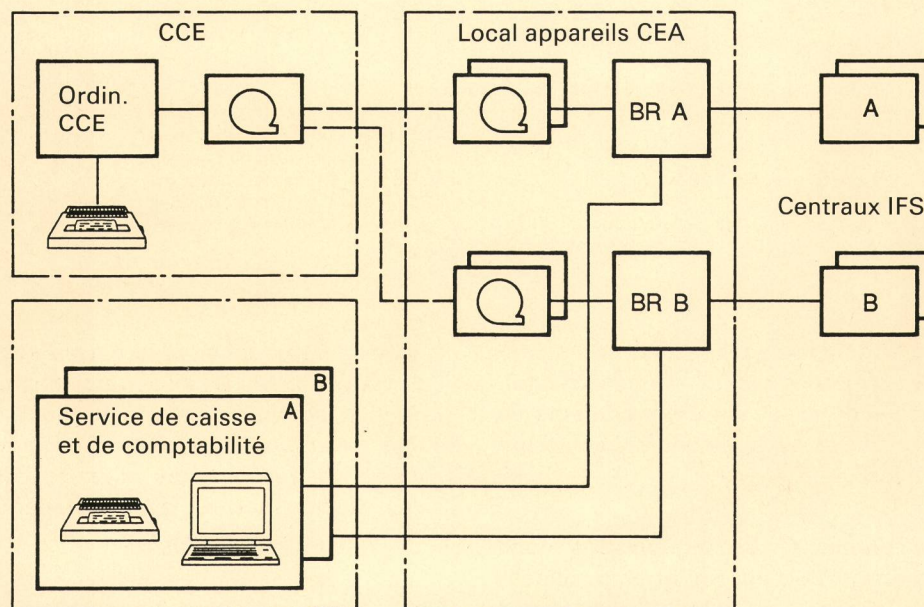 CCE
Ordin.
CCE
Local appareils CEA
BR A
A
Centraux IFS
BR B
B
B
A
Service de caisse
et de comptabilité